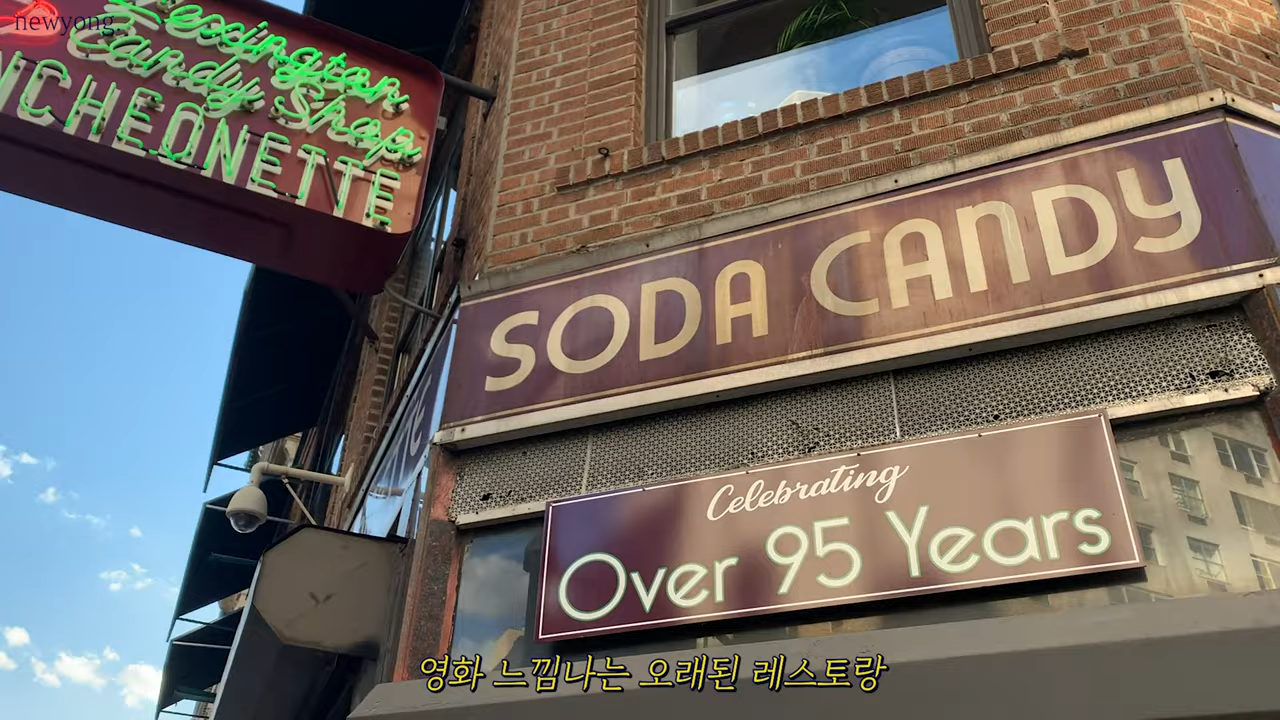 newyong.
Lexington
Candy Shop
NCHEONETTE
SODA CANDY
Celebrating
Over 95 Years
영화 느낌나는 오래된 레스토랑